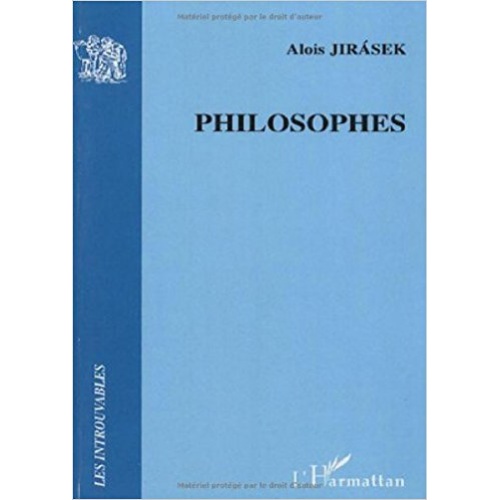 Matériel protégé par le droit d'auteur
Alois JIRÁSEK
PHILOSOPHES
LES INTROUVABLES
L'Harmattan
Matériel protégé par le droit d'auteur